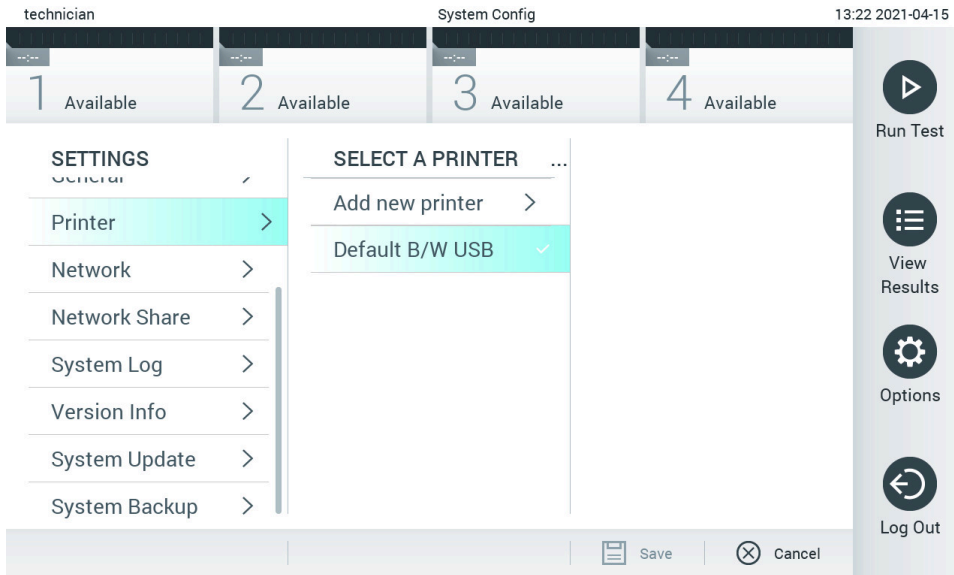 technician
System Config
13:22 2021-04-15
--:--
--:--
--:--
--:--
1 Available
2 Available
3 Available
4 Available
Run Test
View
Results
Options
Log Out
SETTINGS
General
Printer
Network
Network Share
System Log
Version Info
System Update
System Backup
SELECT A PRINTER ...
Add new printer
Default B/W USB
Save
Cancel